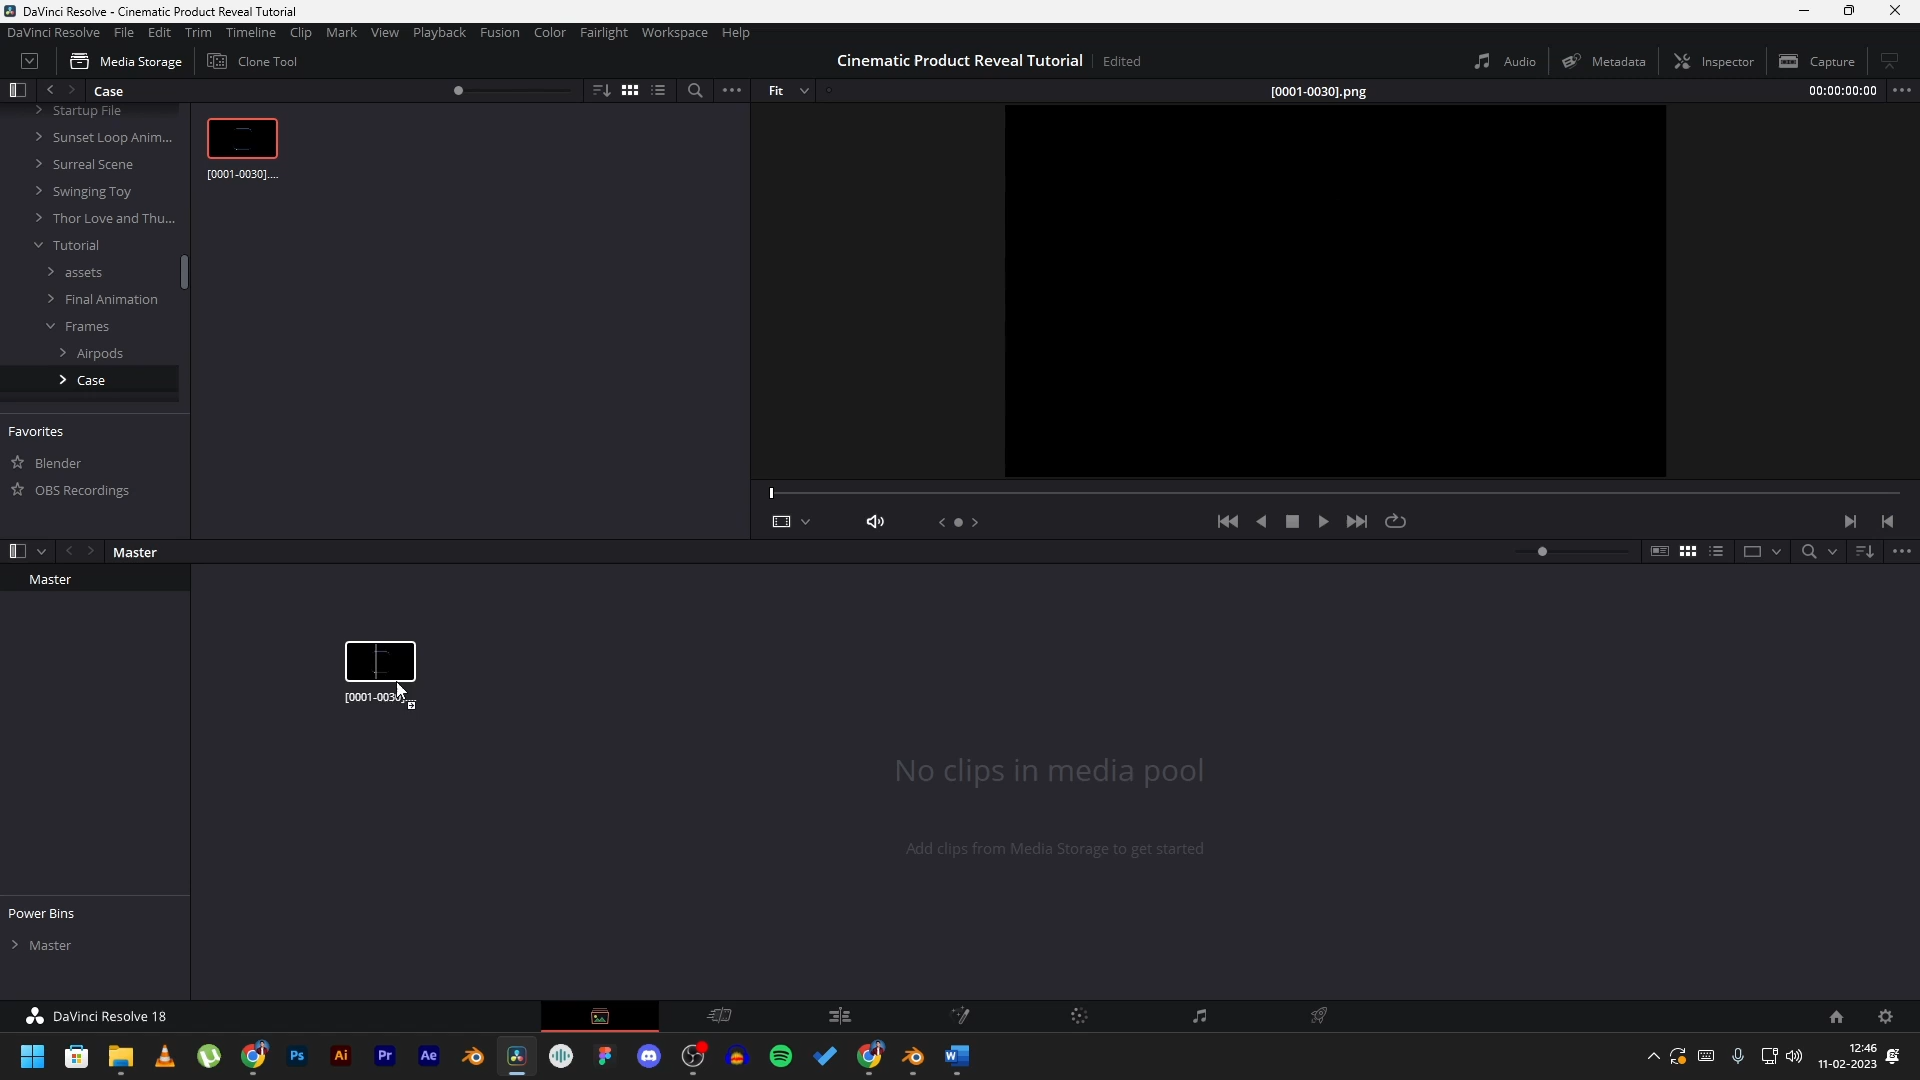 DaVinci Resolve - Cinematic Product Reveal Tutorial
DaVinci Resolve File Edit Trim Timeline Clip Mark View Playback Fusion Color Fairlight Workspace Help
Media Storage Clone Tool Cinematic Product Reveal Tutorial Edited Audio Metadata Inspector Capture
Case Fit [0001-0030].png 00:00:00:00
Startup File
Sunset Loop Anim...
Surreal Scene
Swinging Toy
Thor Love and Thu...
Tutorial
assets
Final Animation
Frames
Airpods
Case
[0001-0030]....
Favorites
Blender
OBS Recordings
Master
Master
[0001-0030]....
No clips in media pool
Add clips from Media Storage to get started
Power Bins
Master
DaVinci Resolve 18
Ps Ai Pr Ae W
12:46
11-02-2023